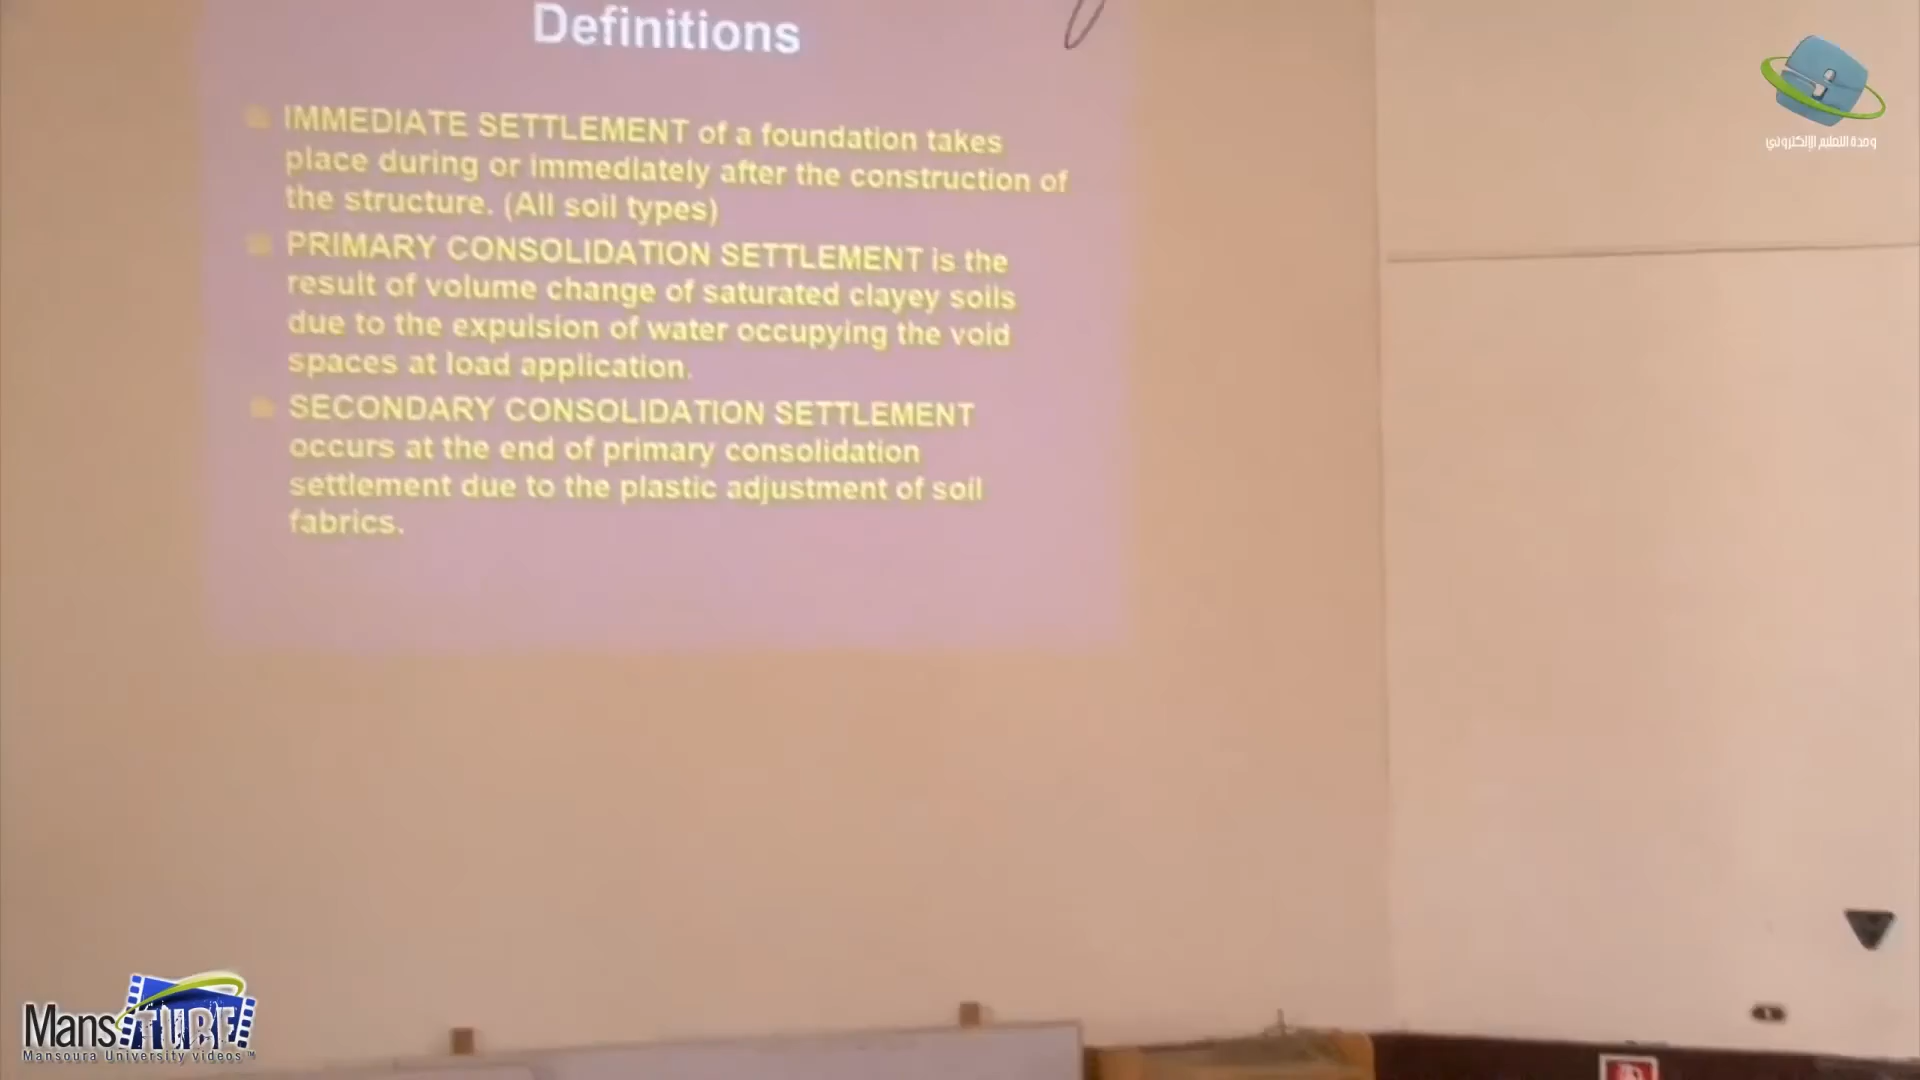 Definitions
IMMEDIATE SETTLEMENT of a foundation takes
place during or immediately after the construction of
the structure. (All soil types)
PRIMARY CONSOLIDATION SETTLEMENT is the
result of volume change of saturated clayey soils
due to the expulsion of water occupying the void
spaces at load application.
SECONDARY CONSOLIDATION SETTLEMENT
occurs at the end of primary consolidation
settlement due to the plastic adjustment of soil
fabrics.
وحدة التعليم الإلكتروني
Mans TUBE
Mansoura University videos™